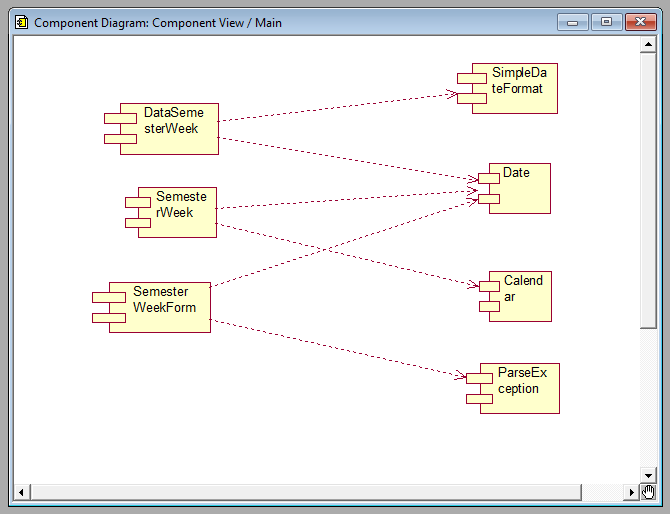 Component Diagram: Component View / Main
SimpleDa
teFormat
DataSeme
sterWeek
Date
Semeste
rWeek
Calend
ar
Semester
WeekForm
ParseEx
ception